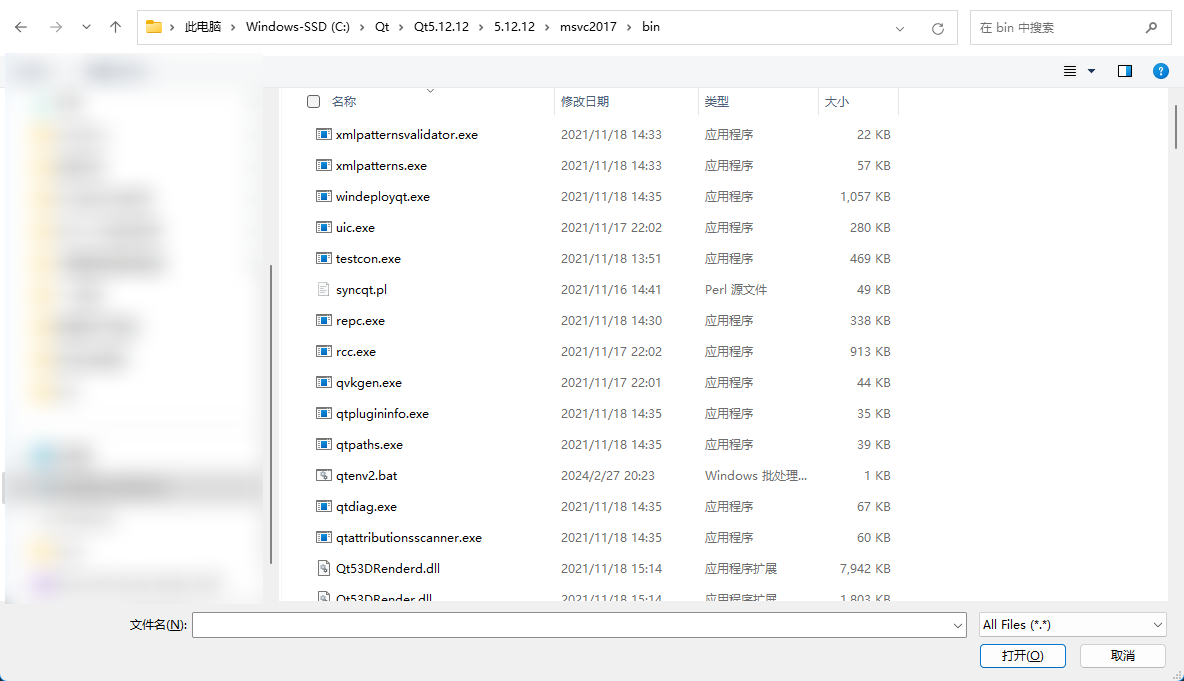 此电脑 › Windows-SSD (C:) › Qt › Qt5.12.12 › 5.12.12 › msvc2017 › bin 在 bin 中搜索
名称 修改日期 类型 大小
xmlpatternsvalidator.exe 2021/11/18 14:33 应用程序 22 KB
xmlpatterns.exe 2021/11/18 14:33 应用程序 57 KB
windeployqt.exe 2021/11/18 14:35 应用程序 1,057 KB
uic.exe 2021/11/17 22:02 应用程序 280 KB
testcon.exe 2021/11/18 13:51 应用程序 469 KB
syncqt.pl 2021/11/16 14:41 Perl 源文件 49 KB
repc.exe 2021/11/18 14:30 应用程序 338 KB
rcc.exe 2021/11/17 22:02 应用程序 913 KB
qvkgen.exe 2021/11/17 22:01 应用程序 44 KB
qtplugininfo.exe 2021/11/18 14:35 应用程序 35 KB
qtpaths.exe 2021/11/18 14:35 应用程序 39 KB
qtenv2.bat 2024/2/27 20:23 Windows 批处理... 1 KB
qtdiag.exe 2021/11/18 14:35 应用程序 67 KB
qtattributionsscanner.exe 2021/11/18 14:35 应用程序 60 KB
Qt53DRenderd.dll 2021/11/18 15:14 应用程序扩展 7,942 KB
Qt53DRender.dll 2021/11/18 15:14 应用程序扩展 1,803 KB
文件名(N): All Files (*.*)
打开(O) 取消